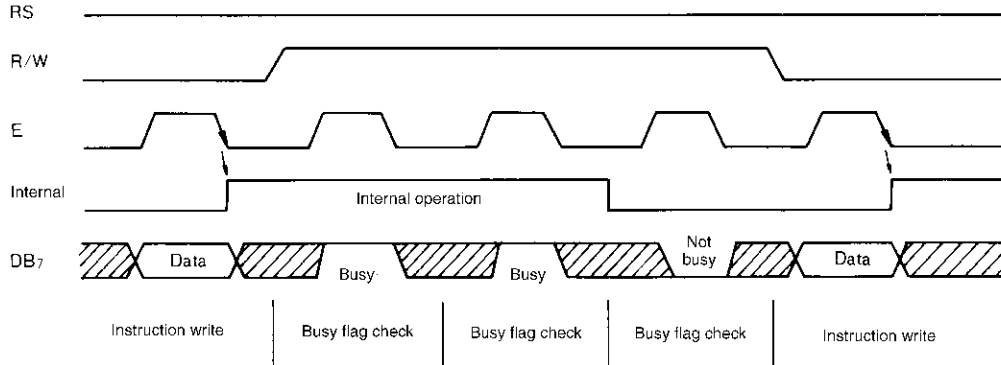 RS
R/W
E
Internal
Internal operation
DB7
Data
Busy
Busy
Not
busy
Data
Instruction write
Busy flag check
Busy flag check
Busy flag check
Instruction write